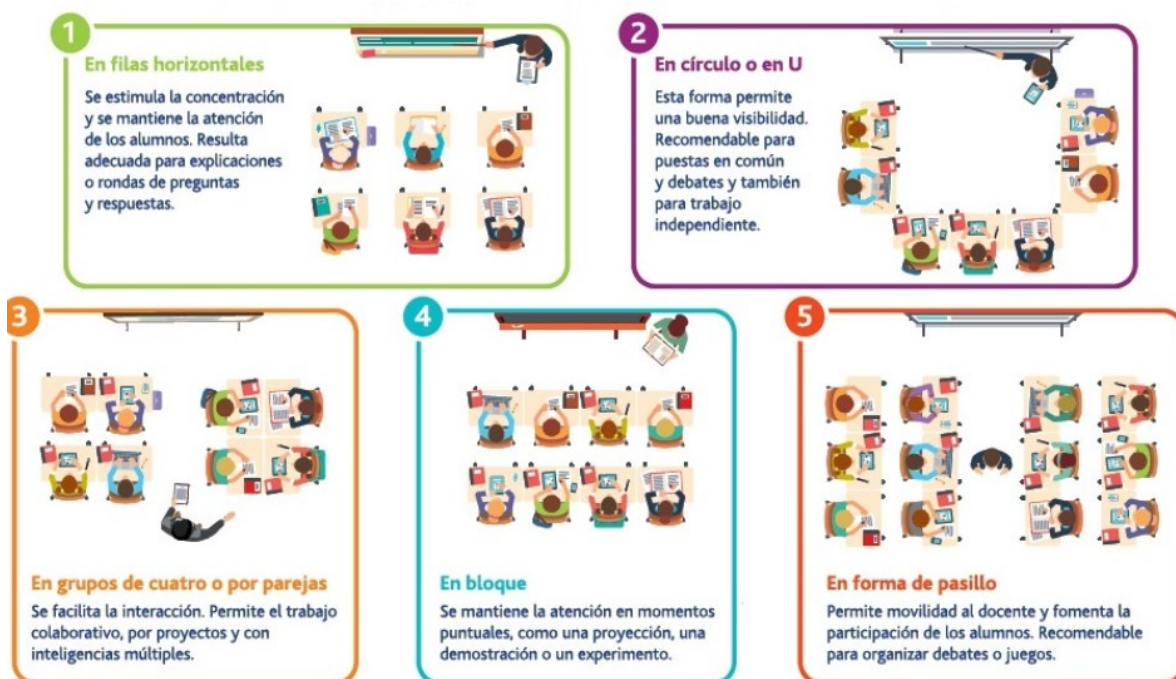 1
En filas horizontales
Se estimula la concentración
y se mantiene la atención
de los alumnos. Resulta
adecuada para explicaciones
o rondas de preguntas
y respuestas.
2
En círculo o en U
Esta forma permite
una buena visibilidad.
Recomendable para
puestas en común
y debates y también
para trabajo
independiente.
3
En grupos de cuatro o por parejas
Se facilita la interacción. Permite el trabajo
colaborativo, por proyectos y con
inteligencias múltiples.
4
En bloque
Se mantiene la atención en momentos
puntuales, como una proyección, una
demostración o un experimento.
5
En forma de pasillo
Permite movilidad al docente y fomenta la
participación de los alumnos. Recomendable
para organizar debates o juegos.